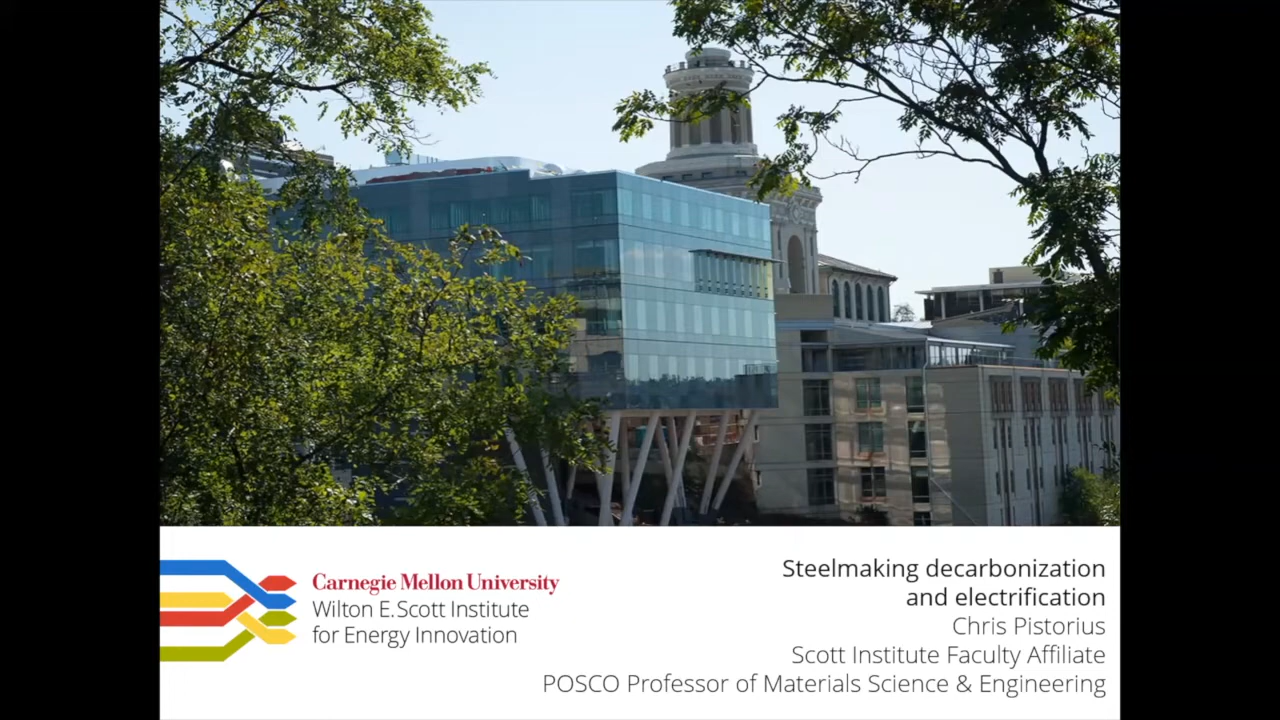 Carnegie Mellon University
Wilton E. Scott Institute
for Energy Innovation
Steelmaking decarbonization
and electrification
Chris Pistorius
Scott Institute Faculty Affiliate
POSCO Professor of Materials Science & Engineering